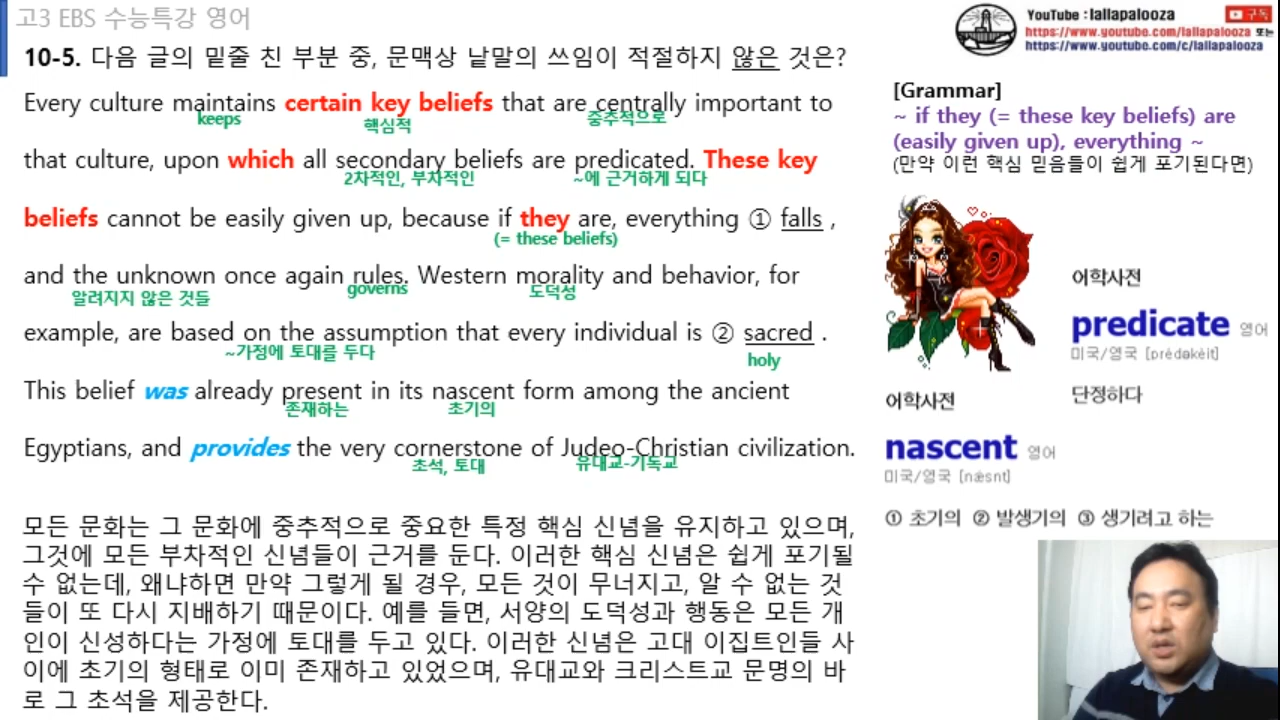 고3 EBS 수능특강 영어
YouTube : lallapalooza
구독
https://www.youtube.com/lallapalooza 또는
https://www.youtube.com/c/lallapalooza
10-5. 다음 글의 밑줄 친 부분 중, 문맥상 낱말의 쓰임이 적절하지 않은 것은?
Every culture maintains certain key beliefs that are centrally important to
keeps 핵심적 중추적으로
that culture, upon which all secondary beliefs are predicated. These key
2차적인, 부차적인 ~에 근거하게 되다
beliefs cannot be easily given up, because if they are, everything ① falls ,
(= these beliefs)
and the unknown once again rules. Western morality and behavior, for
알려지지 않은 것들 governs 도덕성
example, are based on the assumption that every individual is ② sacred .
~가정에 토대를 두다 holy
This belief was already present in its nascent form among the ancient
존재하는 초기의
Egyptians, and provides the very cornerstone of Judeo-Christian civilization.
초석, 토대 유대교-기독교
모든 문화는 그 문화에 중추적으로 중요한 특정 핵심 신념을 유지하고 있으며,
그것에 모든 부차적인 신념들이 근거를 둔다. 이러한 핵심 신념은 쉽게 포기될
수 없는데, 왜냐하면 만약 그렇게 될 경우, 모든 것이 무너지고, 알 수 없는 것
들이 또 다시 지배하기 때문이다. 예를 들면, 서양의 도덕성과 행동은 모든 개
인이 신성하다는 가정에 토대를 두고 있다. 이러한 신념은 고대 이집트인들 사
이에 초기의 형태로 이미 존재하고 있었으며, 유대교와 크리스트교 문명의 바
로 그 초석을 제공한다.
[Grammar]
~ if they (= these key beliefs) are
(easily given up), everything ~
(만약 이런 핵심 믿음들이 쉽게 포기된다면)
어학사전
predicate 영어
미국/영국 [prédəkèit]
단정하다
어학사전
nascent 영어
미국/영국 [nǽsnt]
① 초기의 ② 발생기의 ③ 생기려고 하는